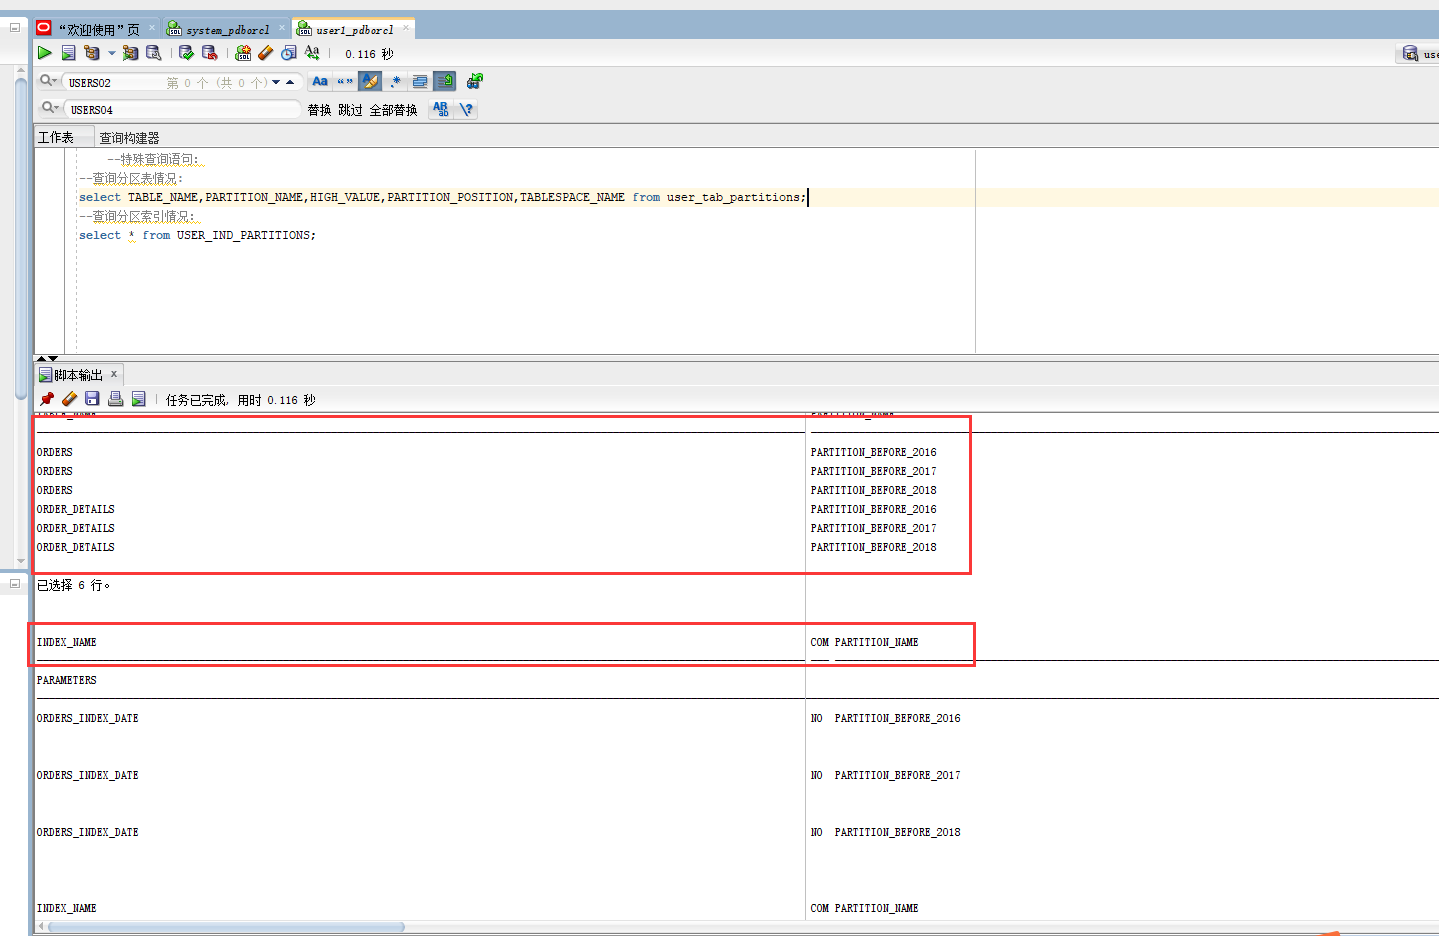 “欢迎使用”页 system_pdborcl user1_pdborcl
0.116 秒
USERS02 第 0 个 (共 0 个) Aa “ ”
USERS04 替换 跳过 全部替换
工作表 查询构建器
--特殊查询语句:
--查询分区表情况:
select TABLE_NAME,PARTITION_NAME,HIGH_VALUE,PARTITION_POSITION,TABLESPACE_NAME from user_tab_partitions;
--查询分区索引情况:
select * from USER_IND_PARTITIONS;
脚本输出 x
任务已完成, 用时 0.116 秒
TABLE_NAME PARTITION_NAME
ORDERS PARTITION_BEFORE_2016
ORDERS PARTITION_BEFORE_2017
ORDERS PARTITION_BEFORE_2018
ORDER_DETAILS PARTITION_BEFORE_2016
ORDER_DETAILS PARTITION_BEFORE_2017
ORDER_DETAILS PARTITION_BEFORE_2018
已选择 6 行。
INDEX_NAME COM PARTITION_NAME
PARAMETERS
ORDERS_INDEX_DATE NO PARTITION_BEFORE_2016
ORDERS_INDEX_DATE NO PARTITION_BEFORE_2017
ORDERS_INDEX_DATE NO PARTITION_BEFORE_2018
INDEX_NAME COM PARTITION_NAME